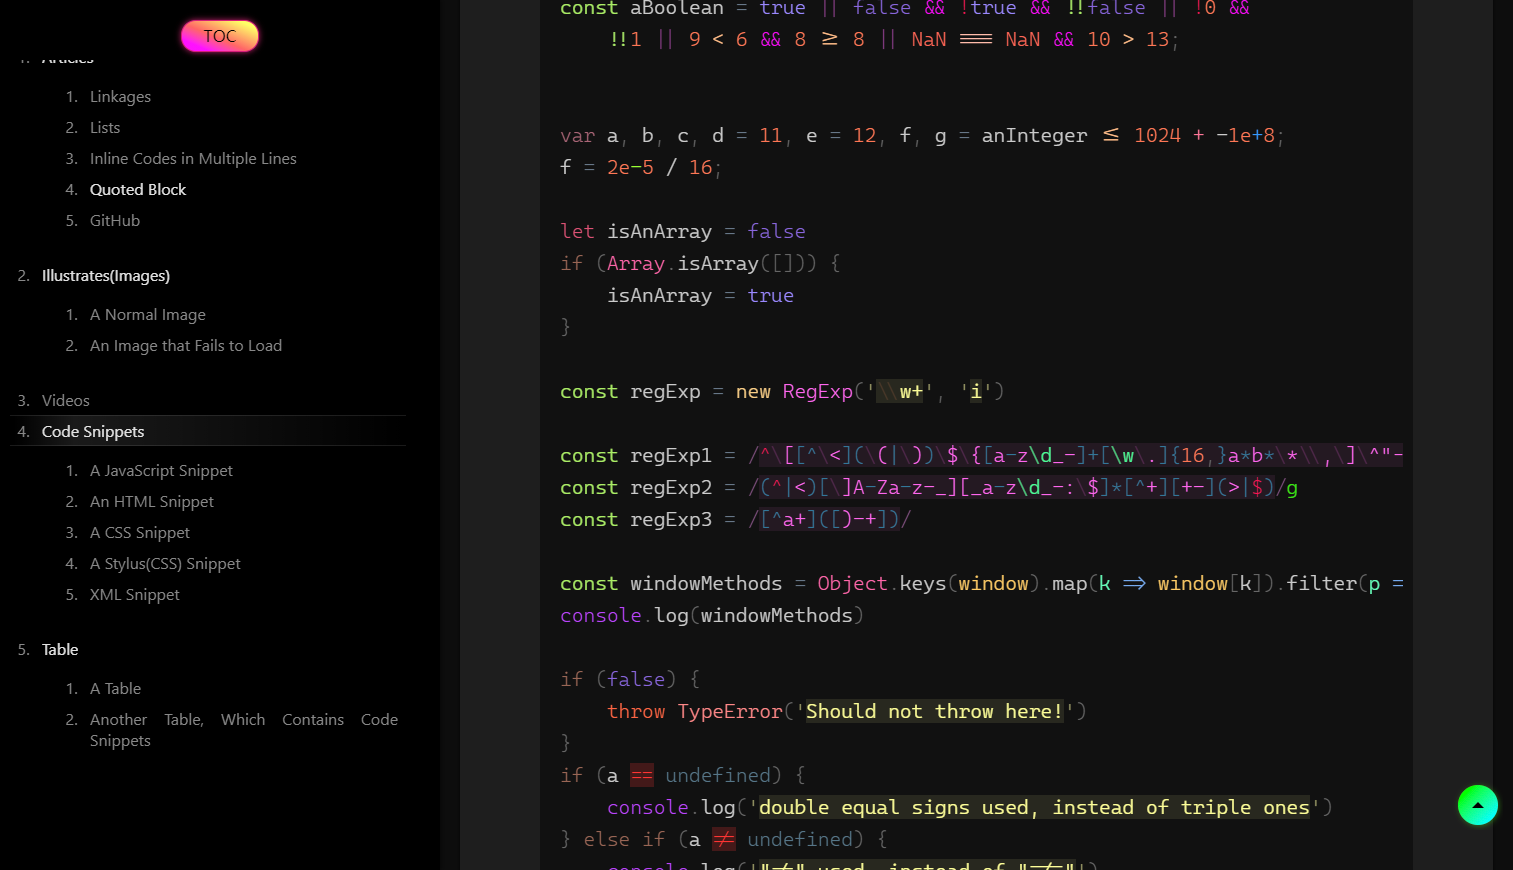 TOC
1. Articles
1. Linkages
2. Lists
3. Inline Codes in Multiple Lines
4. Quoted Block
5. GitHub
2. Illustrates(Images)
1. A Normal Image
2. An Image that Fails to Load
3. Videos
4. Code Snippets
1. A JavaScript Snippet
2. An HTML Snippet
3. A CSS Snippet
4. A Stylus(CSS) Snippet
5. XML Snippet
5. Table
1. A Table
2. Another Table, Which Contains Code
Snippets
const aBoolean = true || false && !true && !!false || !0 &&
!!1 || 9 < 6 && 8 >= 8 || NaN === NaN && 10 > 13;
var a, b, c, d = 11, e = 12, f, g = anInteger <= 1024 + -1e+8;
f = 2e-5 / 16;
let isAnArray = false
if (Array.isArray([])) {
isAnArray = true
}
const regExp = new RegExp('\\w+', 'i')
const regExp1 = /^\[[^\<](\(|\))\$\{[a-z\d_-]+[\w\.]{16,}a*b*\*\\,\]\^"-
const regExp2 = /(^|<)[\]A-Za-z-_][_a-z\d_-:\$]*[^+][+-](>|$)/g
const regExp3 = /[^a+]([)-+])/
const windowMethods = Object.keys(window).map(k => window[k]).filter(p =
console.log(windowMethods)
if (false) {
throw TypeError('Should not throw here!')
}
if (a == undefined) {
console.log('double equal signs used, instead of triple ones')
} else if (a != undefined) {
console.log('"!=" used, instead of "!=="')